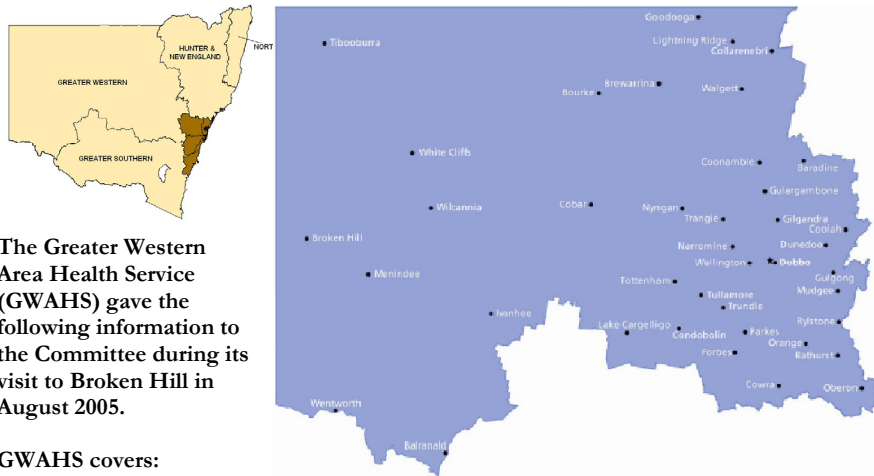 HUNTER &
NEW ENGLAND
NORT
GREATER WESTERN
GREATER SOUTHERN
The Greater Western
Area Health Service
(GWAHS) gave the
following information to
the Committee during its
visit to Broken Hill in
August 2005.
GWAHS covers:
Goodooga
Tibooburra
Lightning Ridge
Collarenebri
Brewarrina
Bourke
Walgett
White Cliffs
Coonamble
Baradine
Gulargambone
Wilcannia
Cobar
Nyngan
Trangie
Gilgandra
Coolah
Broken Hill
Narromine
Dunedoo
Wellington
Dubbo
Menindee
Gulgong
Tottenham
Mudgee
Tullamore
Trundle
Ivanhoe
Lake Cargelligo
Condobolin
Parkes
Rylstone
Orange
Forbes
Bathurst
Cowra
Oberon
Wentworth
Balranald